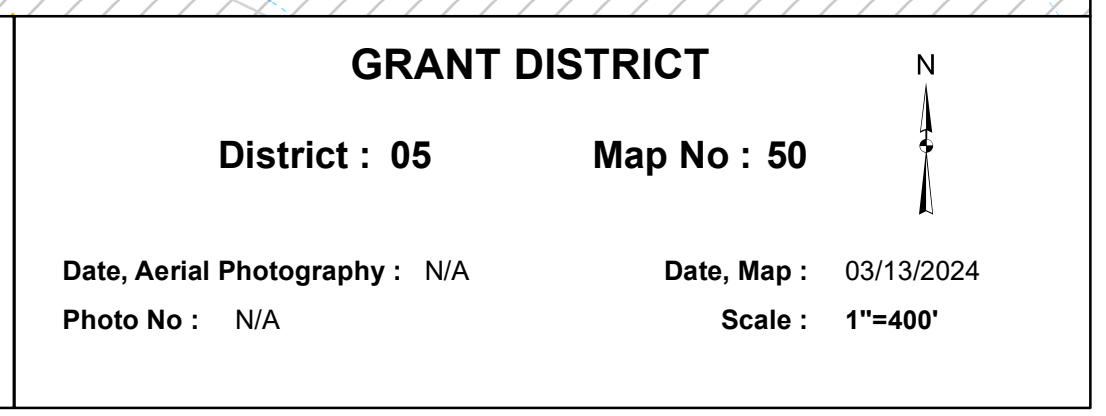 GRANT DISTRICT
N
District : 05 Map No : 50
Date, Aerial Photography : N/A Date, Map : 03/13/2024
Photo No : N/A Scale : 1"=400'